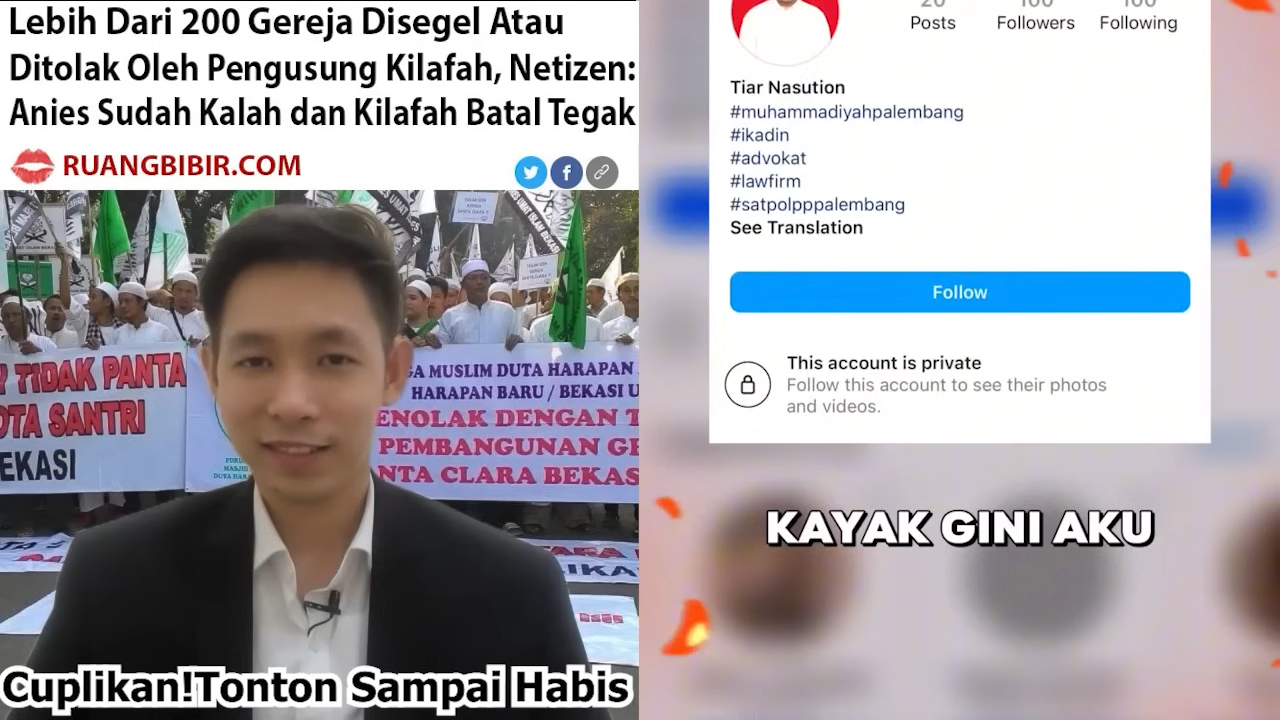 Lebih Dari 200 Gereja Disegel Atau
Ditolak Oleh Pengusung Kilafah, Netizen:
Anies Sudah Kalah dan Kilafah Batal Tegak
RUANGBIBIR.COM
TIDAK PANTA
OTA SANTRI
EKASI
GA MUSLIM DUTA HARAPAN
HARAPAN BARU / BEKASI U
ENOLAK DENGAN T
PEMBANGUNAN GE
NTA CLARA BEKAS
Cuplikan!Tonton Sampai Habis
Posts
Followers
Following
Tiar Nasution
#muhammadiyahpalembang
#ikadin
#advokat
#lawfirm
#satpolpppalembang
See Translation
Follow
This account is private
Follow this account to see their photos
and videos.
KAYAK GINI AKU